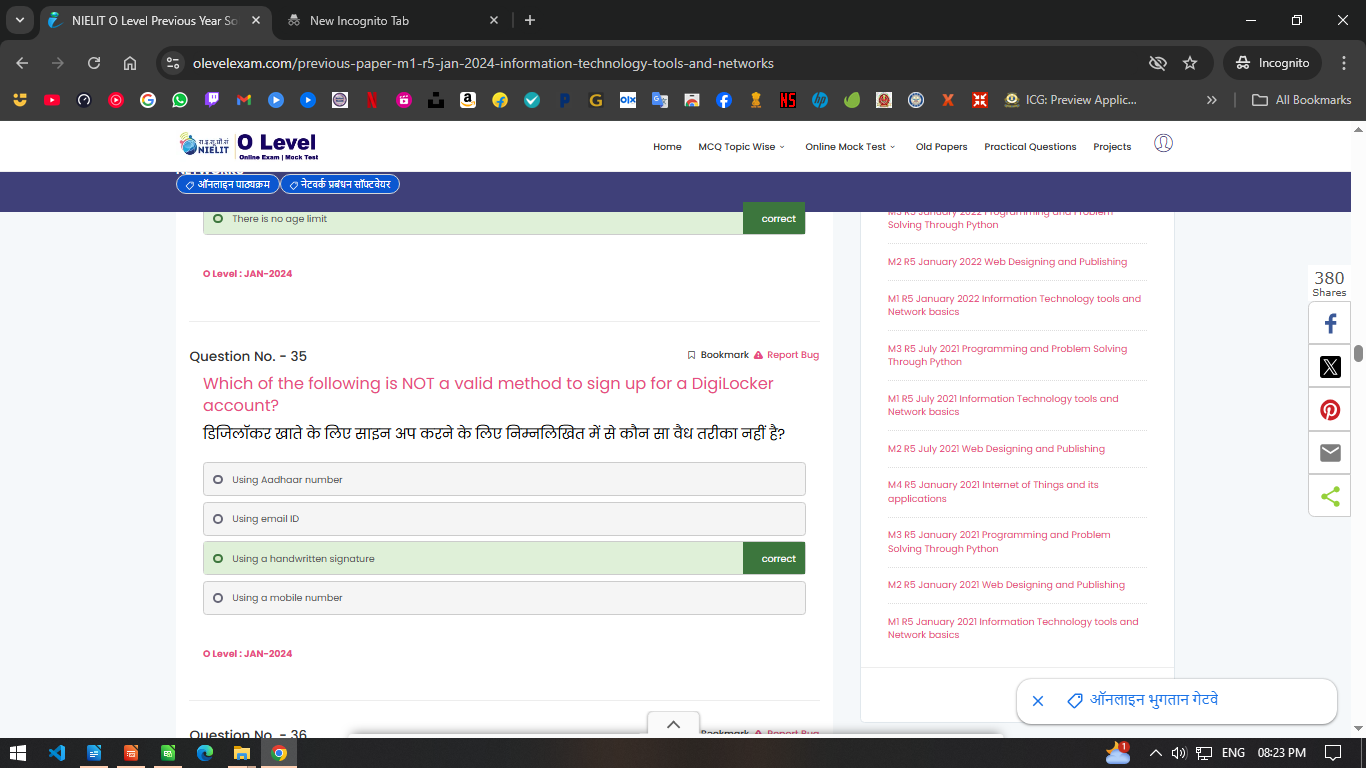 NIELIT O Level Previous Year So
New Incognito Tab
olevelexam.com/previous-paper-m1-r5-jan-2024-information-technology-tools-and-networks
Incognito
ICG: Preview Applic...
All Bookmarks
रा.इ.सू.प्रौ.सं
NIELIT
O Level
Online Exam | Mock Test
Home
MCQ Topic Wise
Online Mock Test
Old Papers
Practical Questions
Projects
ऑनलाइन पाठ्यक्रम
नेटवर्क प्रबंधन सॉफ्टवेयर
There is no age limit
correct
O Level : JAN-2024
Question No. - 35
Bookmark
Report Bug
Which of the following is NOT a valid method to sign up for a DigiLocker
account?
डिजिलॉकर खाते के लिए साइन अप करने के लिए निम्नलिखित में से कौन सा वैध तरीका नहीं है?
Using Aadhaar number
Using email ID
Using a handwritten signature
correct
Using a mobile number
O Level : JAN-2024
Question No. - 36
Bookmark
Report Bug
M3 R5 January 2022 Programming and Problem
Solving Through Python
M2 R5 January 2022 Web Designing and Publishing
M1 R5 January 2022 Information Technology tools and
Network basics
M3 R5 July 2021 Programming and Problem Solving
Through Python
M1 R5 July 2021 Information Technology tools and
Network basics
M2 R5 July 2021 Web Designing and Publishing
M4 R5 January 2021 Internet of Things and its
applications
M3 R5 January 2021 Programming and Problem
Solving Through Python
M2 R5 January 2021 Web Designing and Publishing
M1 R5 January 2021 Information Technology tools and
Network basics
380
Shares
ऑनलाइन भुगतान गेटवे
1
ENG
08:23 PM